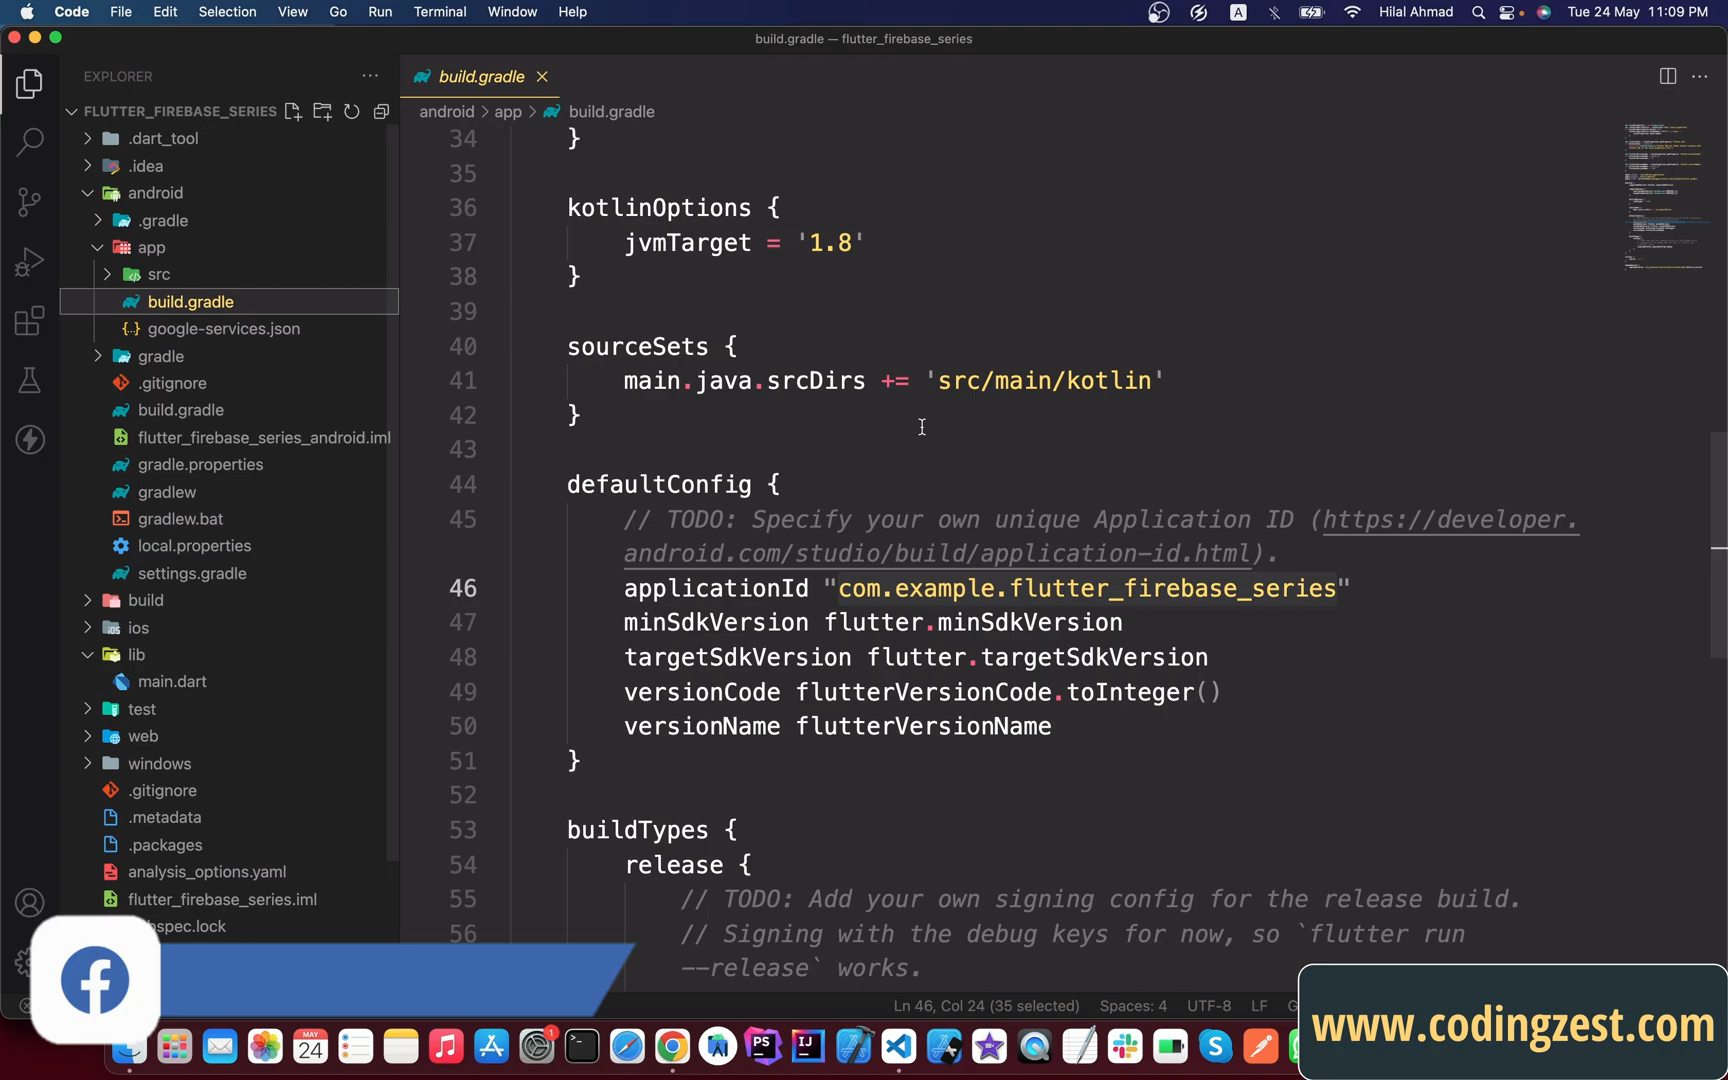 Code File Edit Selection View Go Run Terminal Window Help
A Hilal Ahmad Tue 24 May 11:09 PM
build.gradle — flutter_firebase_series
EXPLORER
FLUTTER_FIREBASE_SERIES
.dart_tool
.idea
android
.gradle
app
src
build.gradle
google-services.json
gradle
.gitignore
build.gradle
flutter_firebase_series_android.iml
gradle.properties
gradlew
gradlew.bat
local.properties
settings.gradle
build
ios
lib
main.dart
test
web
windows
.gitignore
.metadata
.packages
analysis_options.yaml
flutter_firebase_series.iml
build.gradle
android > app > build.gradle
34 }
35
36 kotlinOptions {
37 jvmTarget = '1.8'
38 }
39
40 sourceSets {
41 main.java.srcDirs += 'src/main/kotlin'
42 }
43
44 defaultConfig {
45 // TODO: Specify your own unique Application ID (https://developer.
android.com/studio/build/application-id.html).
46 applicationId "com.example.flutter_firebase_series"
47 minSdkVersion flutter.minSdkVersion
48 targetSdkVersion flutter.targetSdkVersion
49 versionCode flutterVersionCode.toInteger()
50 versionName flutterVersionName
51 }
52
53 buildTypes {
54 release {
55 // TODO: Add your own signing config for the release build.
56 // Signing with the debug keys for now, so `flutter run
--release` works.
Ln 46, Col 24 (35 selected) Spaces: 4 UTF-8 LF
www.codingzest.com
MAY
24
1
PS
IJ